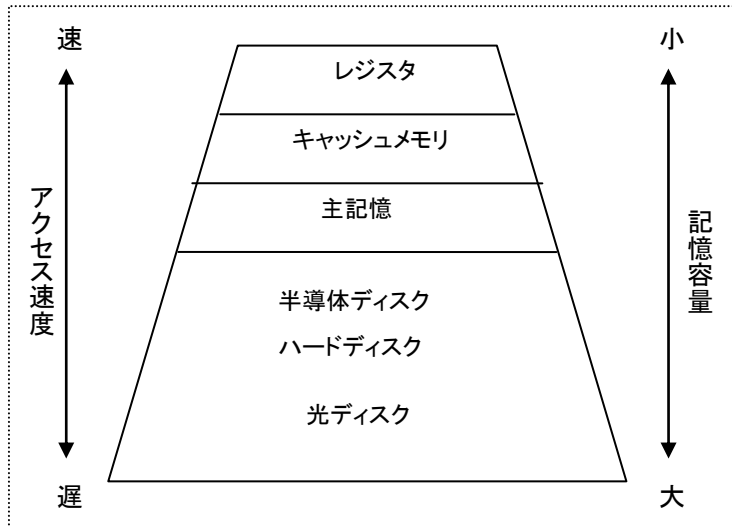 速
小
レジスタ
キャッシュメモリ
主記憶
アクセス速度
記憶容量
半導体ディスク
ハードディスク
光ディスク
遅
大